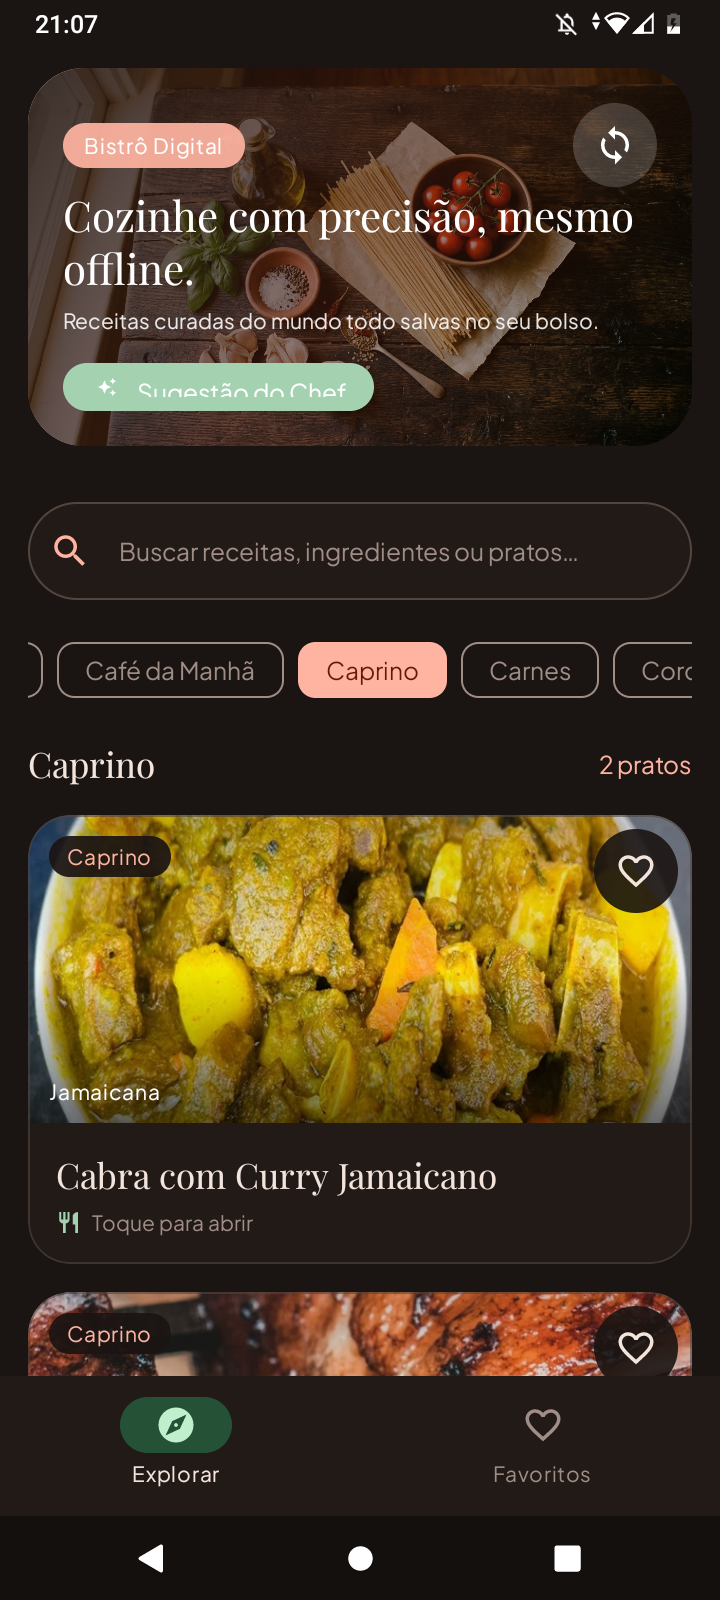 21:07
Bistrô Digital
Cozinhe com precisão, mesmo
offline.
Receitas curadas do mundo todo salvas no seu bolso.
Sugestão do Chef
Buscar receitas, ingredientes ou pratos...
Café da Manhã
Caprino
Carnes
Caprino
2 pratos
Caprino
Jamaicana
Cabra com Curry Jamaicano
Toque para abrir
Caprino
Explorar
Favoritos